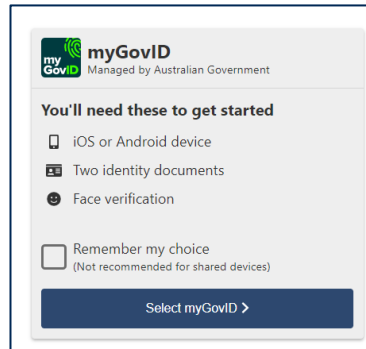 my
GovID
myGovID
Managed by Australian Government
You'll need these to get started
iOS or Android device
Two identity documents
Face verification
Remember my choice
(Not recommended for shared devices)
Select myGovID